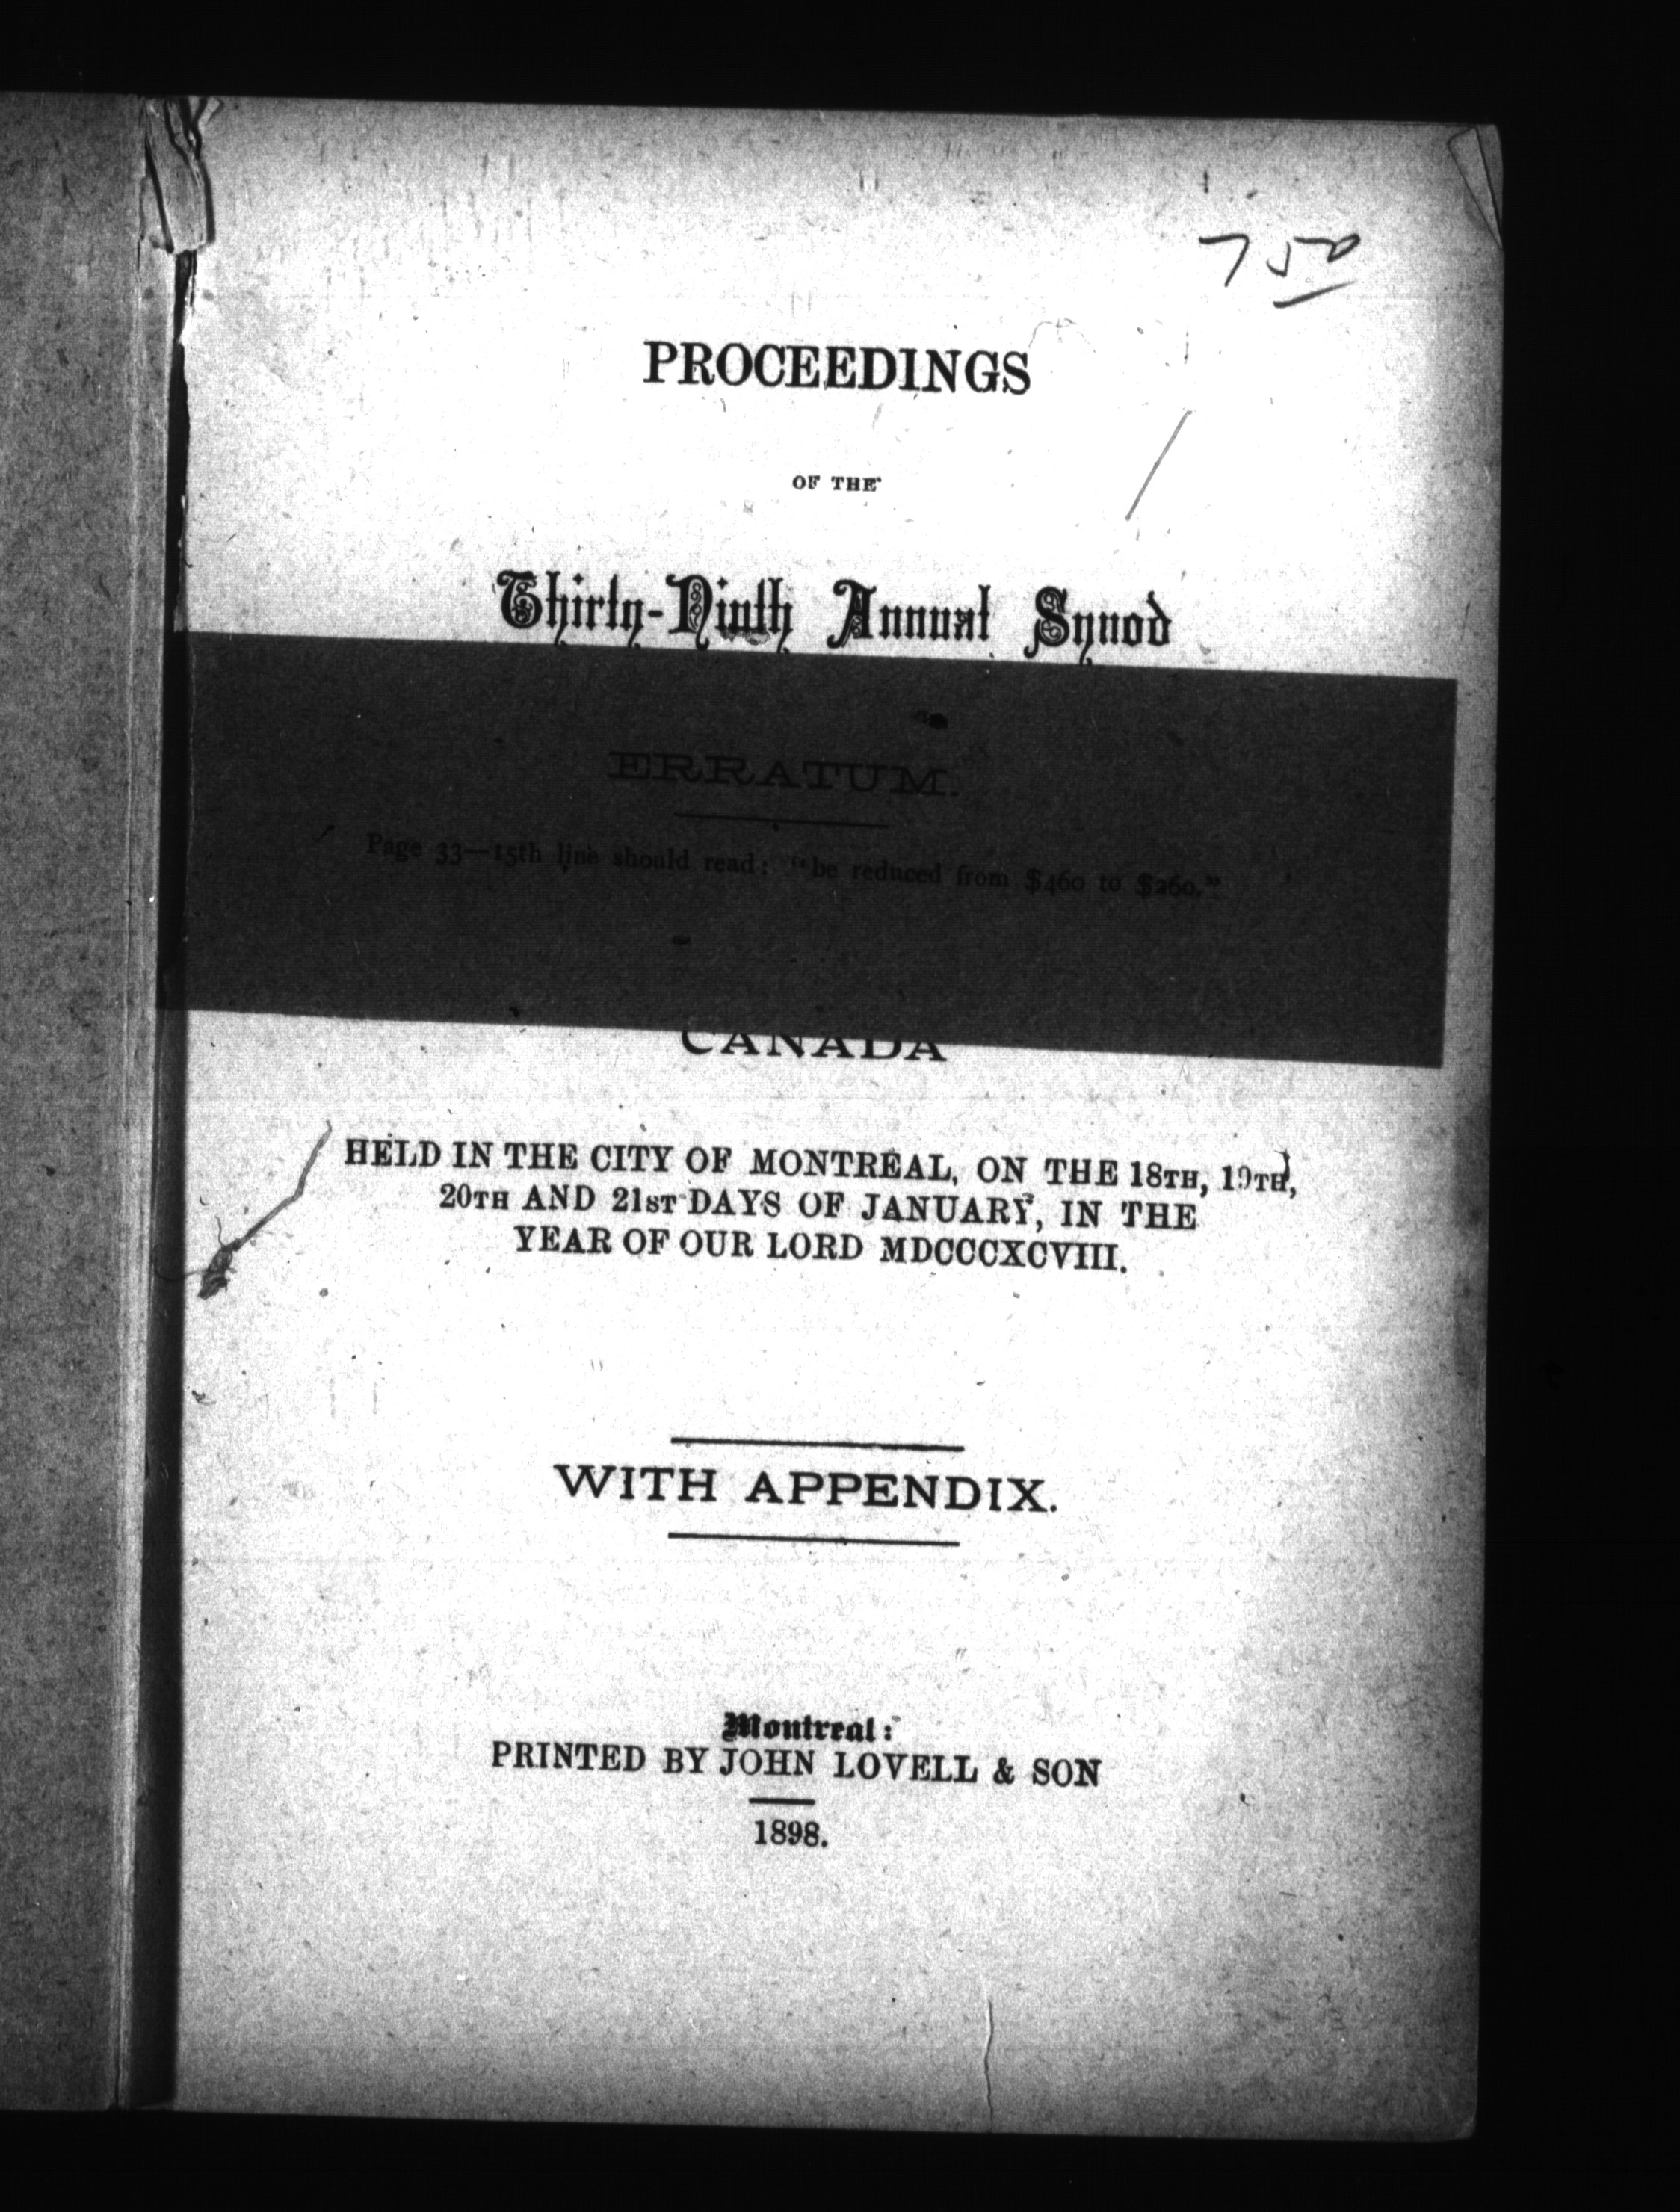 7 50
PROCEEDINGS
OF THE
Thirty-Ninth Annual Synod
ERRATUM.
Page 33—15th line should read: "be reduced from $460 to $260."
CANADA
HELD IN THE CITY OF MONTREAL, ON THE 18TH, 19TH,
20TH AND 21ST DAYS OF JANUARY, IN THE
YEAR OF OUR LORD MDCCCXCVIII.
WITH APPENDIX.
Montreal:
PRINTED BY JOHN LOVELL & SON
1898.